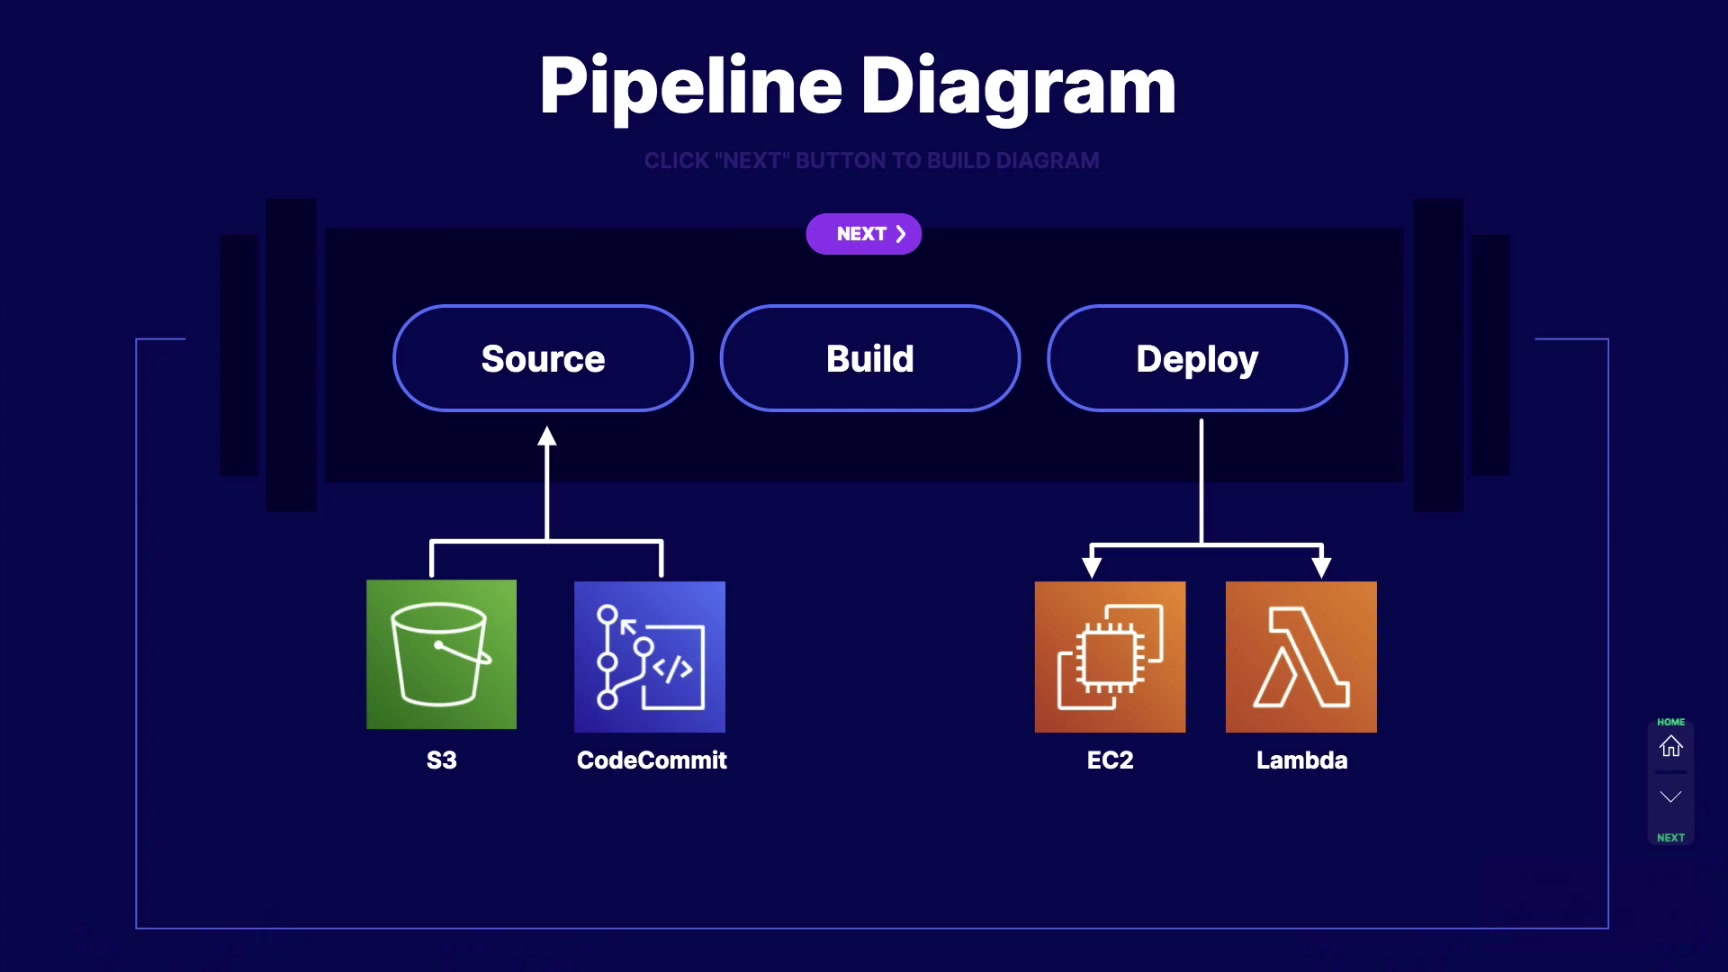 Pipeline Diagram
CLICK "NEXT" BUTTON TO BUILD DIAGRAM
NEXT
Source
Build
Deploy
S3
CodeCommit
EC2
Lambda
HOME
NEXT